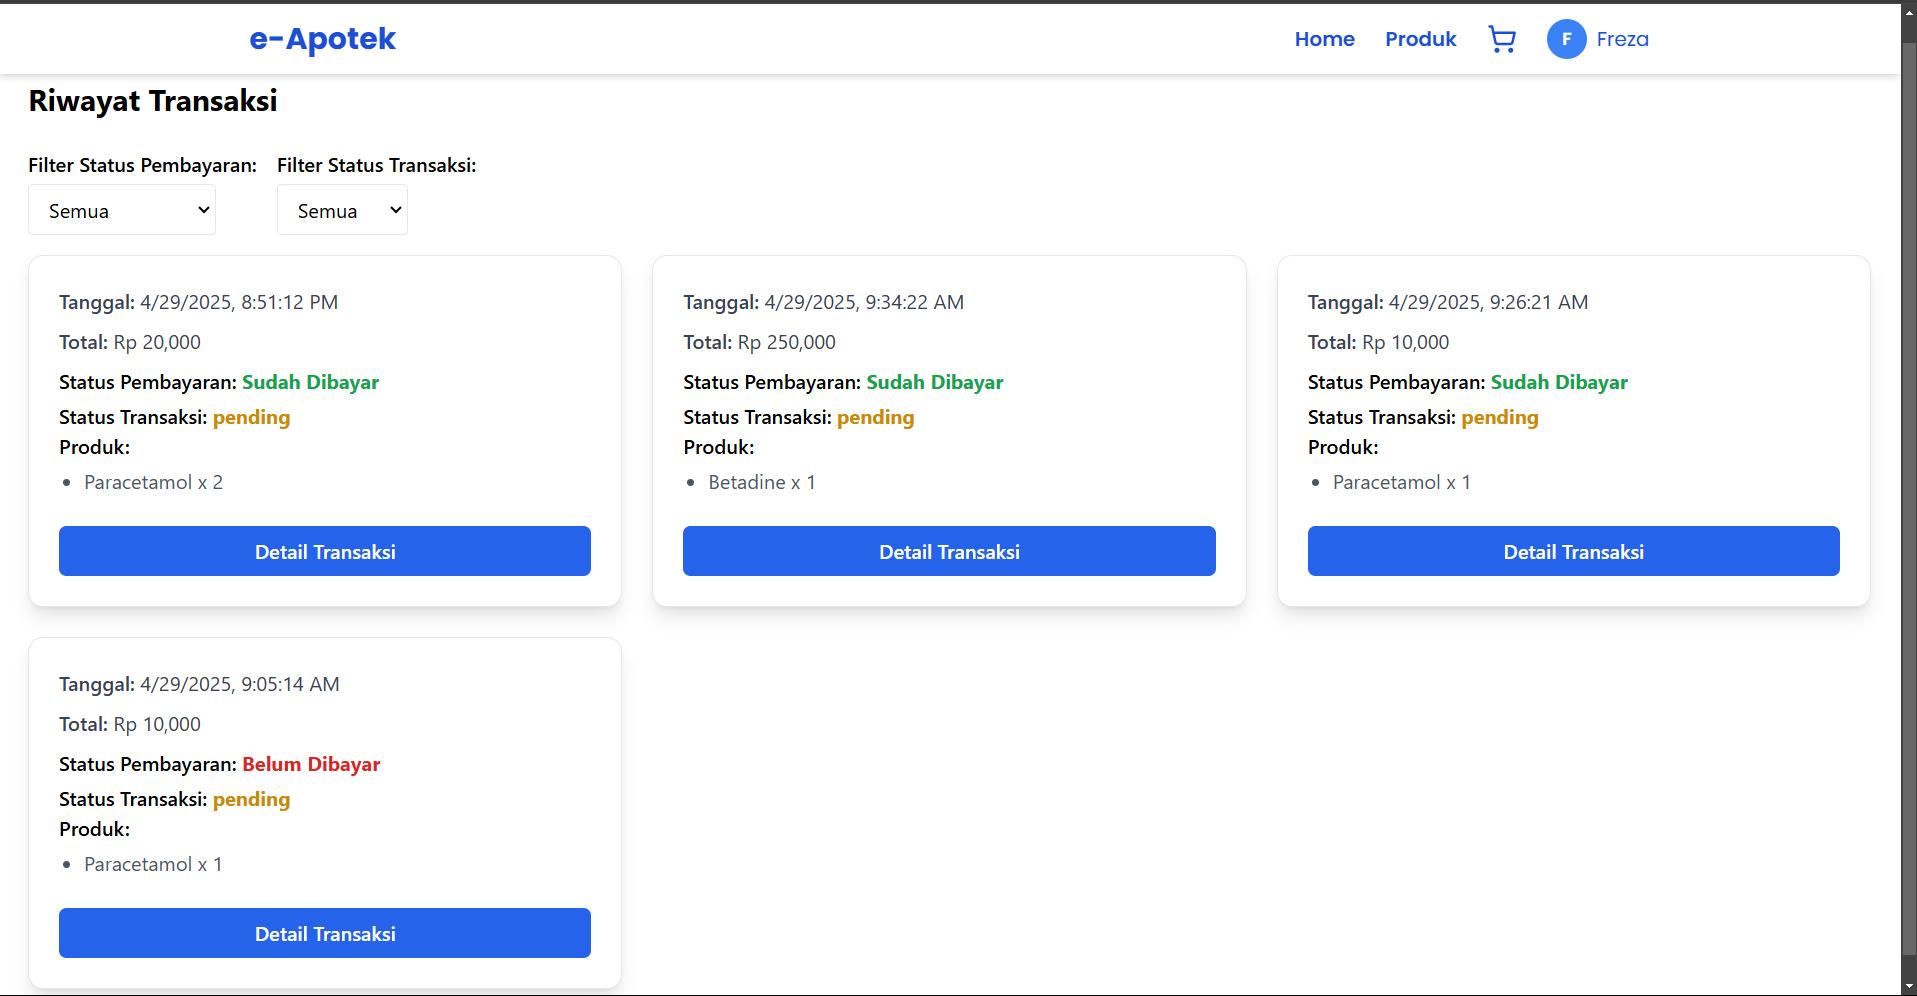 e-Apotek
Home Produk F Freza
Riwayat Transaksi
Filter Status Pembayaran:
Semua
Filter Status Transaksi:
Semua
Tanggal: 4/29/2025, 8:51:12 PM
Total: Rp 20,000
Status Pembayaran: Sudah Dibayar
Status Transaksi: pending
Produk:
• Paracetamol x 2
Detail Transaksi
Tanggal: 4/29/2025, 9:34:22 AM
Total: Rp 250,000
Status Pembayaran: Sudah Dibayar
Status Transaksi: pending
Produk:
• Betadine x 1
Detail Transaksi
Tanggal: 4/29/2025, 9:26:21 AM
Total: Rp 10,000
Status Pembayaran: Sudah Dibayar
Status Transaksi: pending
Produk:
• Paracetamol x 1
Detail Transaksi
Tanggal: 4/29/2025, 9:05:14 AM
Total: Rp 10,000
Status Pembayaran: Belum Dibayar
Status Transaksi: pending
Produk:
• Paracetamol x 1
Detail Transaksi